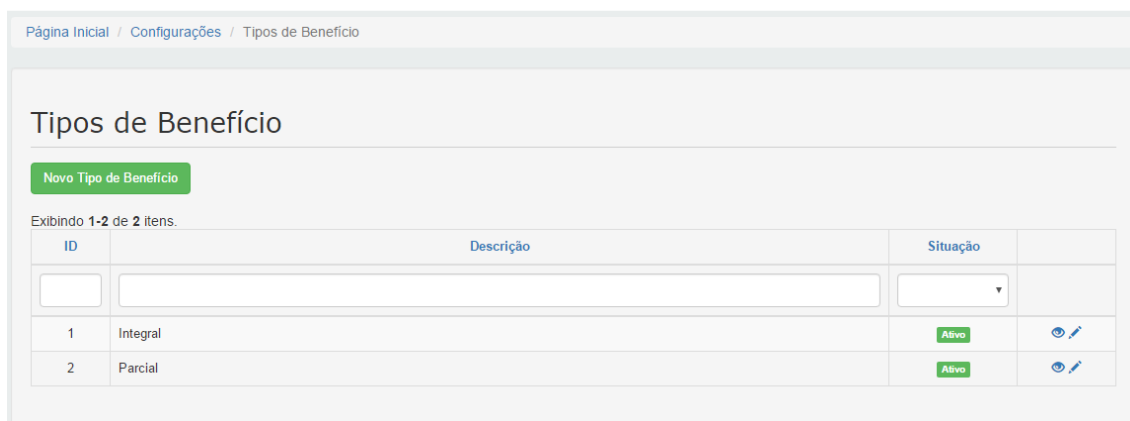 Página Inicial / Configurações / Tipos de Benefício
Tipos de Benefício
Novo Tipo de Benefício
Exibindo 1-2 de 2 itens.
ID Descrição Situação
1 Integral Ativo
2 Parcial Ativo